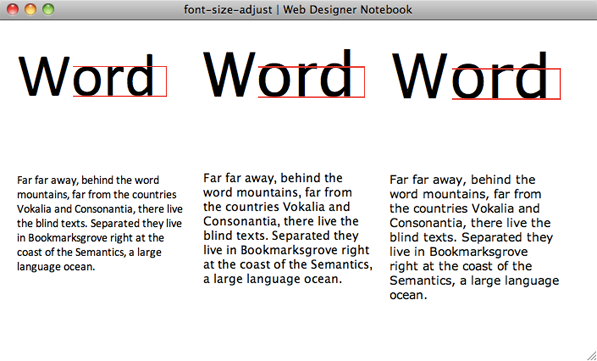 font-size-adjust | Web Designer Notebook
Word
Word
Word
Far far away, behind the word
mountains, far from the countries
Vokalia and Consonantia, there live
the blind texts. Separated they live
in Bookmarksgrove right at the
coast of the Semantics, a large
language ocean.
Far far away, behind the
word mountains, far from
the countries Vokalia and
Consonantia, there live the
blind texts. Separated they
live in Bookmarksgrove right
at the coast of the Semantics,
a large language ocean.
Far far away, behind the
word mountains, far from
the countries Vokalia and
Consonantia, there live the
blind texts. Separated they
live in Bookmarksgrove
right at the coast of the
Semantics, a large language
ocean.